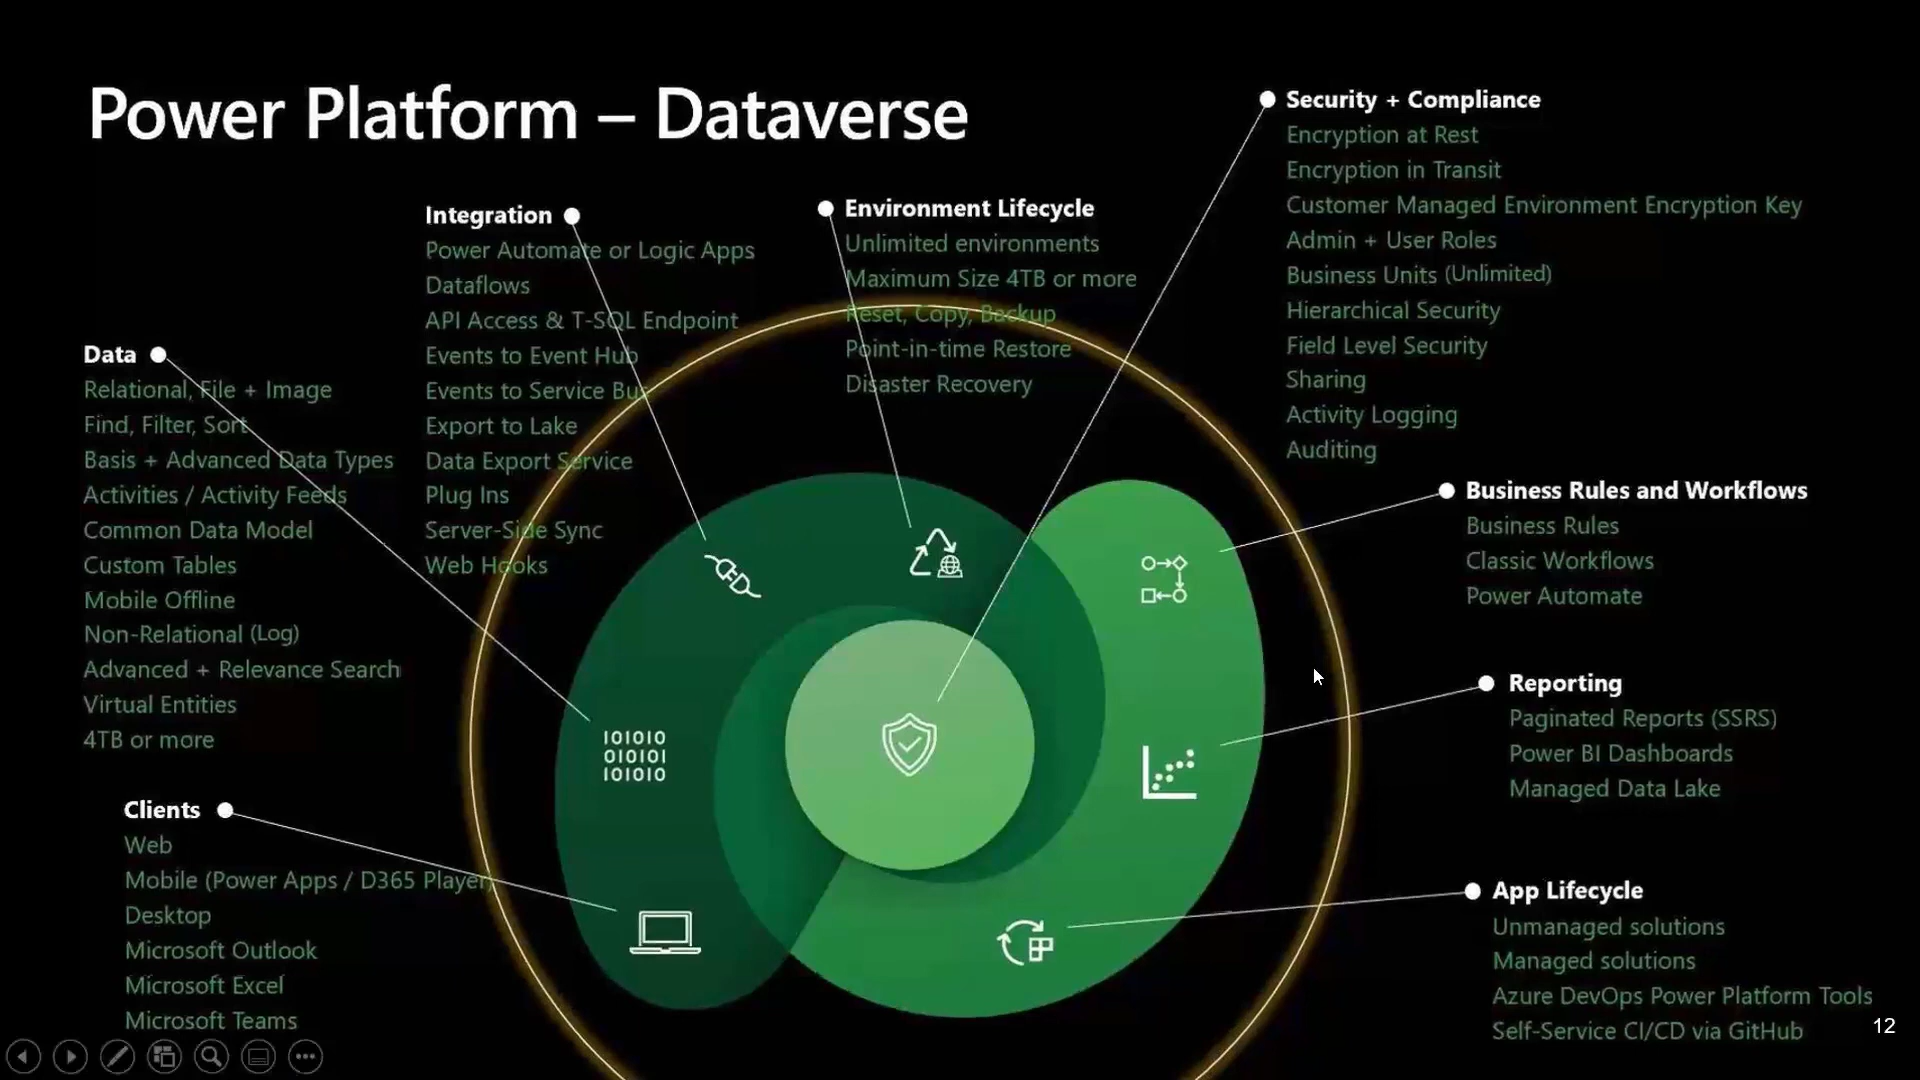 Power Platform – Dataverse
Integration
Power Automate or Logic Apps
Dataflows
API Access & T-SQL Endpoint
Events to Event Hub
Events to Service Bus
Export to Lake
Data Export Service
Plug Ins
Server-Side Sync
Web Hooks
Environment Lifecycle
Unlimited environments
Maximum Size 4TB or more
Reset, Copy, Backup
Point-in-time Restore
Disaster Recovery
Security + Compliance
Encryption at Rest
Encryption in Transit
Customer Managed Environment Encryption Key
Admin + User Roles
Business Units (Unlimited)
Hierarchical Security
Field Level Security
Sharing
Activity Logging
Auditing
Data
Relational, File + Image
Find, Filter, Sort
Basis + Advanced Data Types
Activities / Activity Feeds
Common Data Model
Custom Tables
Mobile Offline
Non-Relational (Log)
Advanced + Relevance Search
Virtual Entities
4TB or more
Business Rules and Workflows
Business Rules
Classic Workflows
Power Automate
Reporting
Paginated Reports (SSRS)
Power BI Dashboards
Managed Data Lake
101010
010101
101010
Clients
Web
Mobile (Power Apps / D365 Player)
Desktop
Microsoft Outlook
Microsoft Excel
Microsoft Teams
App Lifecycle
Unmanaged solutions
Managed solutions
Azure DevOps Power Platform Tools
Self-Service CI/CD via GitHub
12